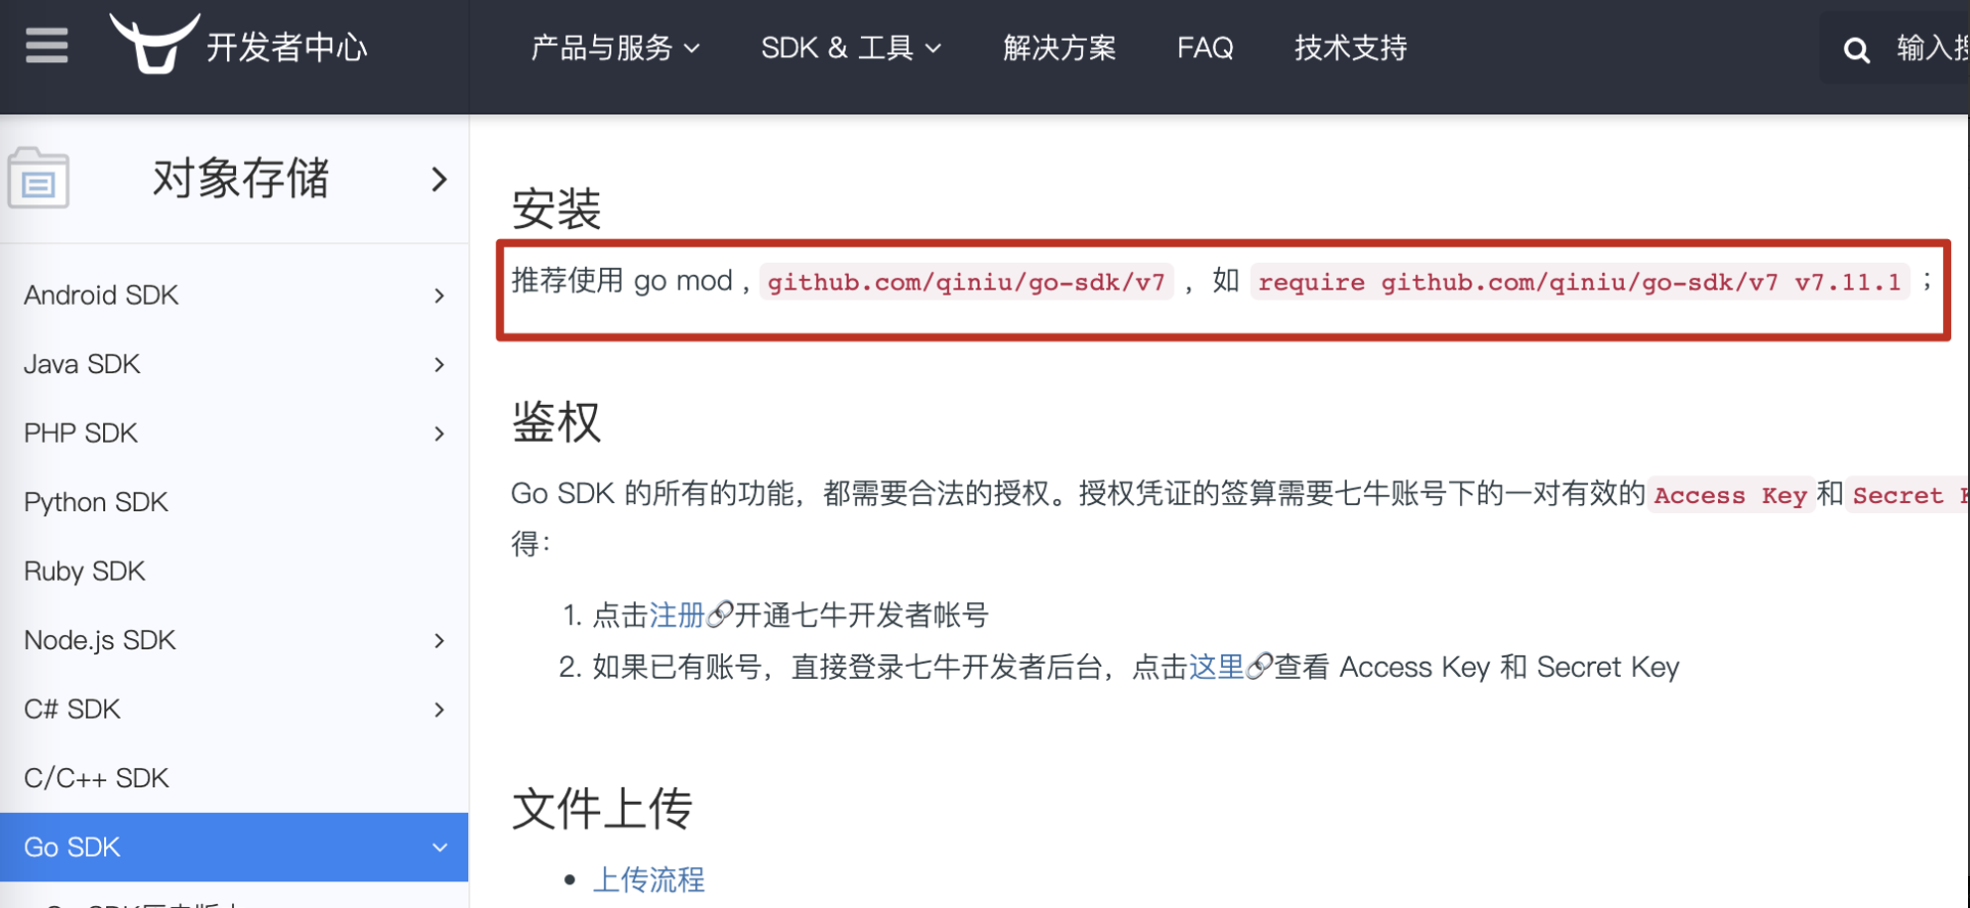 开发者中心
产品与服务
SDK & 工具
解决方案
FAQ
技术支持
输入
对象存储
Android SDK
Java SDK
PHP SDK
Python SDK
Ruby SDK
Node.js SDK
C# SDK
C/C++ SDK
Go SDK
安装
推荐使用 go mod , github.com/qiniu/go-sdk/v7 ，如 require github.com/qiniu/go-sdk/v7 v7.11.1 ；
鉴权
Go SDK 的所有的功能，都需要合法的授权。授权凭证的签算需要七牛账号下的一对有效的 Access Key 和 Secret
得：
1. 点击注册开通七牛开发者帐号
2. 如果已有账号，直接登录七牛开发者后台，点击这里查看 Access Key 和 Secret Key
文件上传
• 上传流程